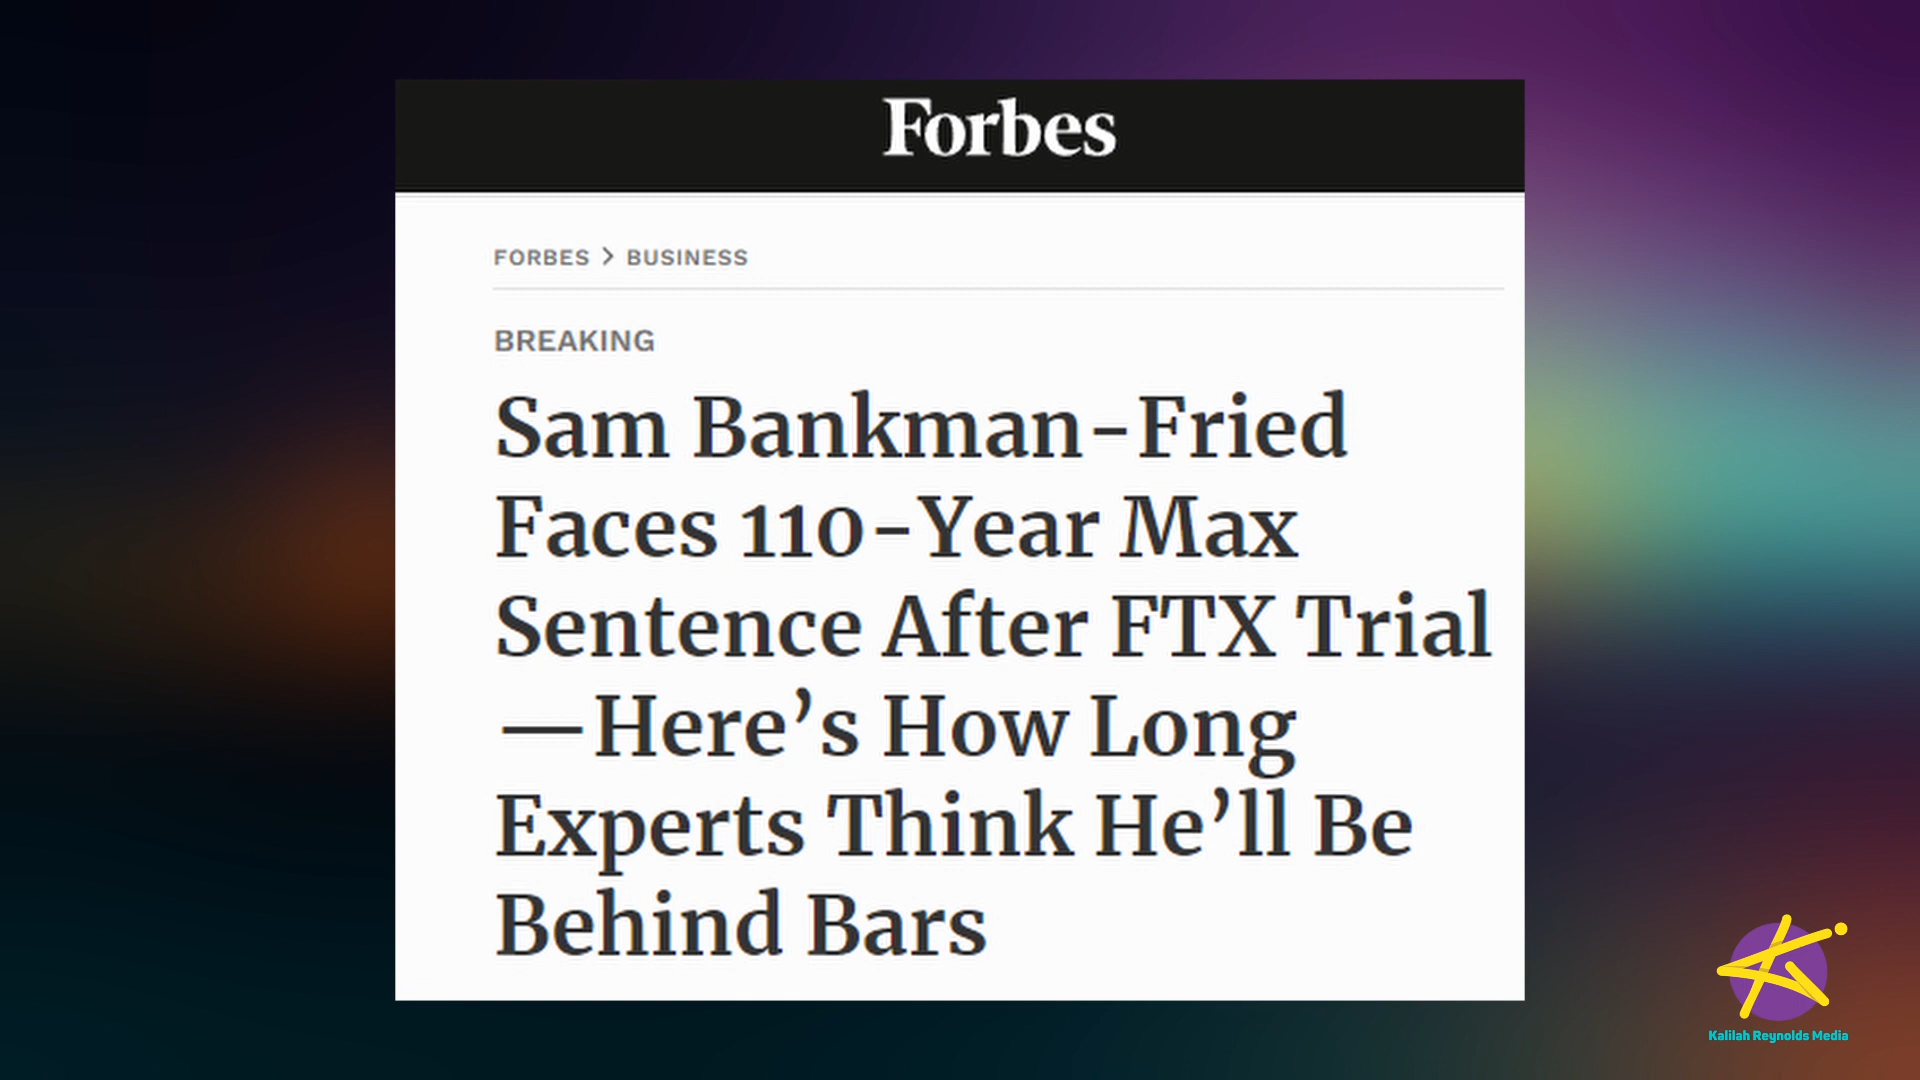 Forbes
FORBES > BUSINESS
BREAKING
Sam Bankman-Fried
Faces 110-Year Max
Sentence After FTX Trial
—Here’s How Long
Experts Think He’ll Be
Behind Bars
Kalilah Reynolds Media